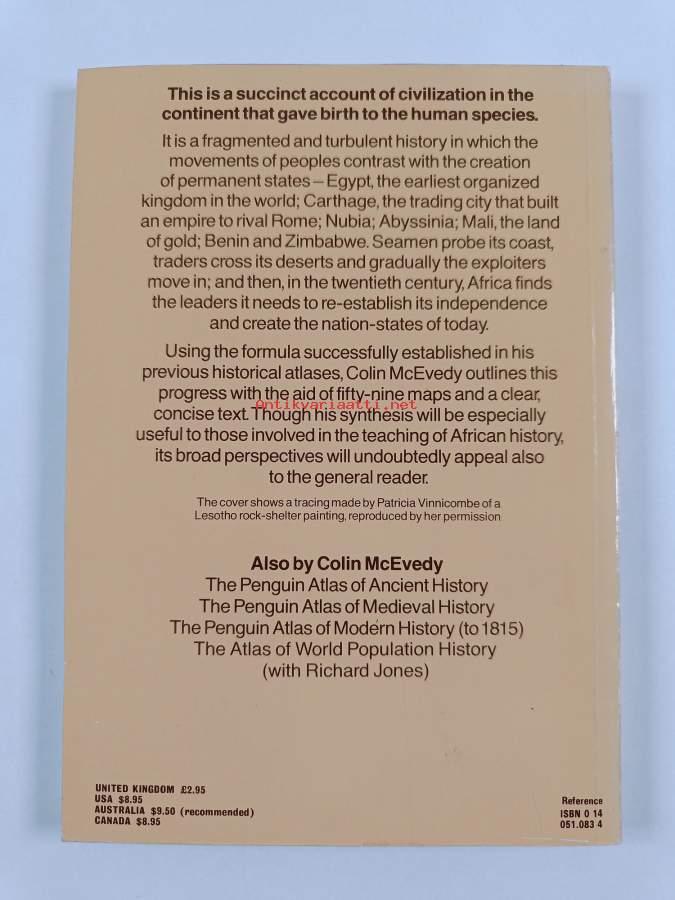 This is a succinct account of civilization in the
continent that gave birth to the human species.
It is a fragmented and turbulent history in which the
movements of peoples contrast with the creation
of permanent states – Egypt, the earliest organized
kingdom in the world; Carthage, the trading city that built
an empire to rival Rome; Nubia; Abyssinia; Mali, the land
of gold; Benin and Zimbabwe. Seamen probe its coast,
traders cross its deserts and gradually the exploiters
move in; and then, in the twentieth century, Africa finds
the leaders it needs to re-establish its independence
and create the nation-states of today.
Using the formula successfully established in his
previous historical atlases, Colin McEvedy outlines this
progress with the aid of fifty-nine maps and a clear,
Antikvariaatti.net
concise text. Though his synthesis will be especially
useful to those involved in the teaching of African history,
its broad perspectives will undoubtedly appeal also
to the general reader.
The cover shows a tracing made by Patricia Vinnicombe of a
Lesotho rock-shelter painting, reproduced by her permission
Also by Colin McEvedy
The Penguin Atlas of Ancient History
The Penguin Atlas of Medieval History
The Penguin Atlas of Modern History (to 1815)
The Atlas of World Population History
(with Richard Jones)
UNITED KINGDOM £2.95
USA $8.95
AUSTRALIA $9.50 (recommended)
CANADA $8.95
Reference
ISBN 0 14
051.083 4